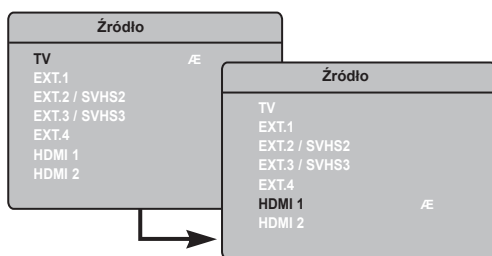 Źródło
TV Æ
EXT.1
EXT.2 / SVHS2
EXT.3 / SVHS3
EXT.4
HDMI 1
HDMI 2
Źródło
TV
EXT.1
EXT.2 / SVHS2
EXT.3 / SVHS3
EXT.4
HDMI 1 Æ
HDMI 2